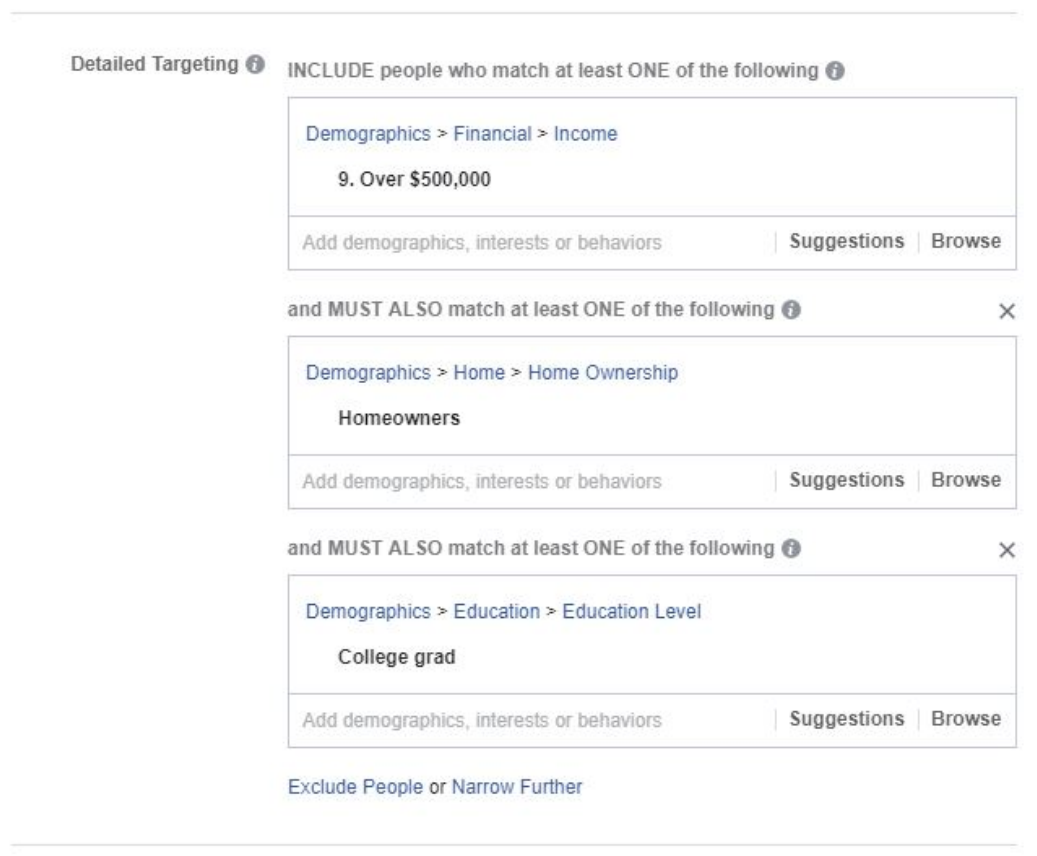 Detailed Targeting
INCLUDE people who match at least ONE of the following
Demographics > Financial > Income
9. Over $500,000
Add demographics, interests or behaviors | Suggestions | Browse
and MUST ALSO match at least ONE of the following
Demographics > Home > Home Ownership
Homeowners
Add demographics, interests or behaviors | Suggestions | Browse
and MUST ALSO match at least ONE of the following
Demographics > Education > Education Level
College grad
Add demographics, interests or behaviors | Suggestions | Browse
Exclude People or Narrow Further